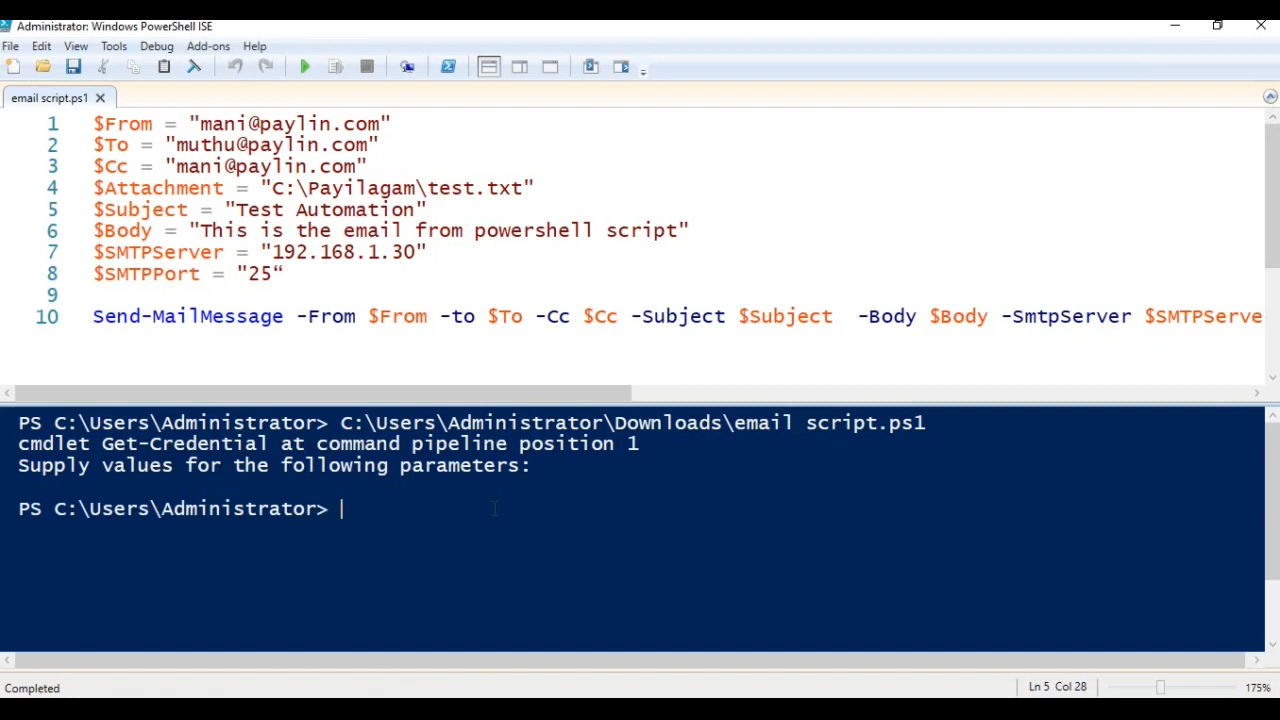 Administrator: Windows PowerShell ISE
File Edit View Tools Debug Add-ons Help
email script.ps1
1 $From = "mani@paylin.com"
2 $To = "muthu@paylin.com"
3 $Cc = "mani@paylin.com"
4 $Attachment = "C:\Payilagam\test.txt"
5 $Subject = "Test Automation"
6 $Body = "This is the email from powershell script"
7 $SMTPServer = "192.168.1.30"
8 $SMTPPort = "25“
9
10 Send-MailMessage -From $From -to $To -Cc $Cc -Subject $Subject -Body $Body -SmtpServer $SMTPServe
PS C:\Users\Administrator> C:\Users\Administrator\Downloads\email script.ps1
cmdlet Get-Credential at command pipeline position 1
Supply values for the following parameters:
PS C:\Users\Administrator>
Completed Ln 5 Col 28 175%